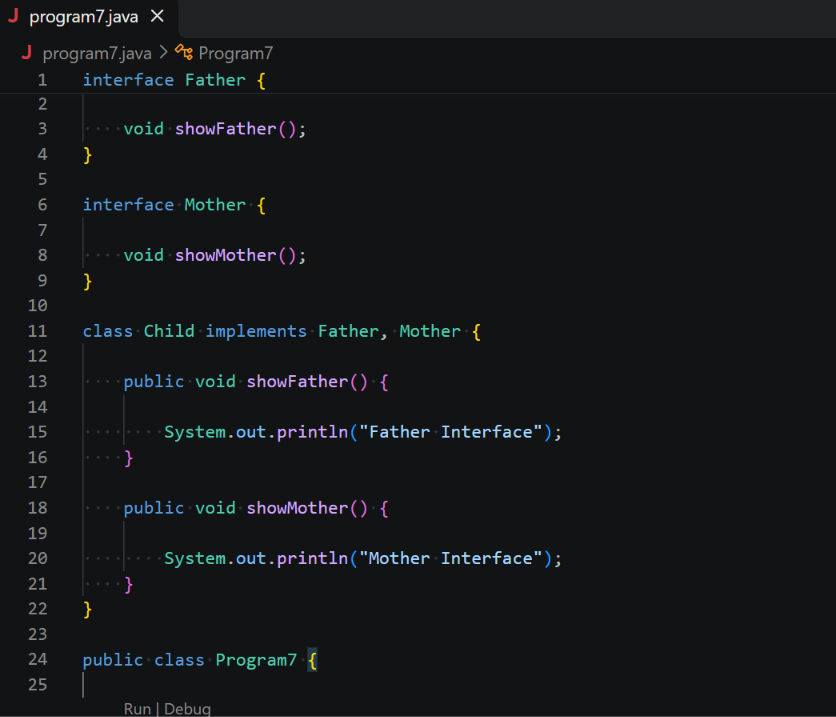 J program7.java ×
J program7.java > Program7
1 interface Father {
2
3 void showFather();
4 }
5
6 interface Mother {
7
8 void showMother();
9 }
10
11 class Child implements Father, Mother {
12
13 public void showFather() {
14
15 System.out.println("Father Interface");
16 }
17
18 public void showMother() {
19
20 System.out.println("Mother Interface");
21 }
22 }
23
24 public class Program7 {
25
Run | Debug